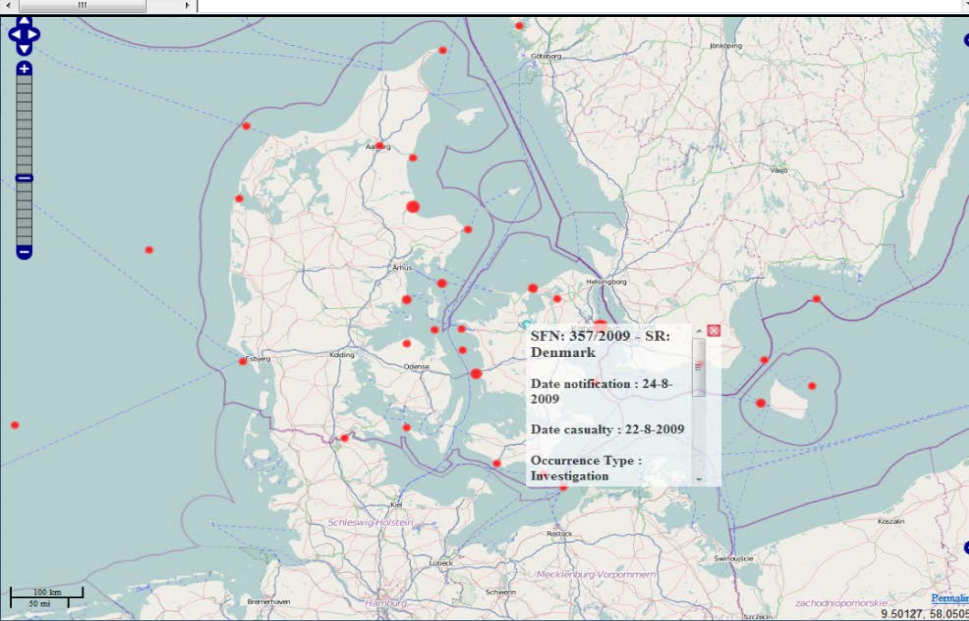 Göteborg
Jönköping
Aalborg
Växjö
Århus
Helsingborg
SFN: 357/2009 - SR:
Denmark
Date notification : 24-8-
2009
Date casualty : 22-8-2009
Occurrence Type :
Investigation
Esbjerg
Kolding
Odense
Kiel
Schleswig-Holstein
Rostock
Koszalin
Lübeck
Świnoujście
Mecklenburg-Vorpommern
Schwerin
Bremerhaven
Hamburg
zachodniopomorskie
Szczecin
100 km
50 mi
Permalin
9.50127, 58.0505